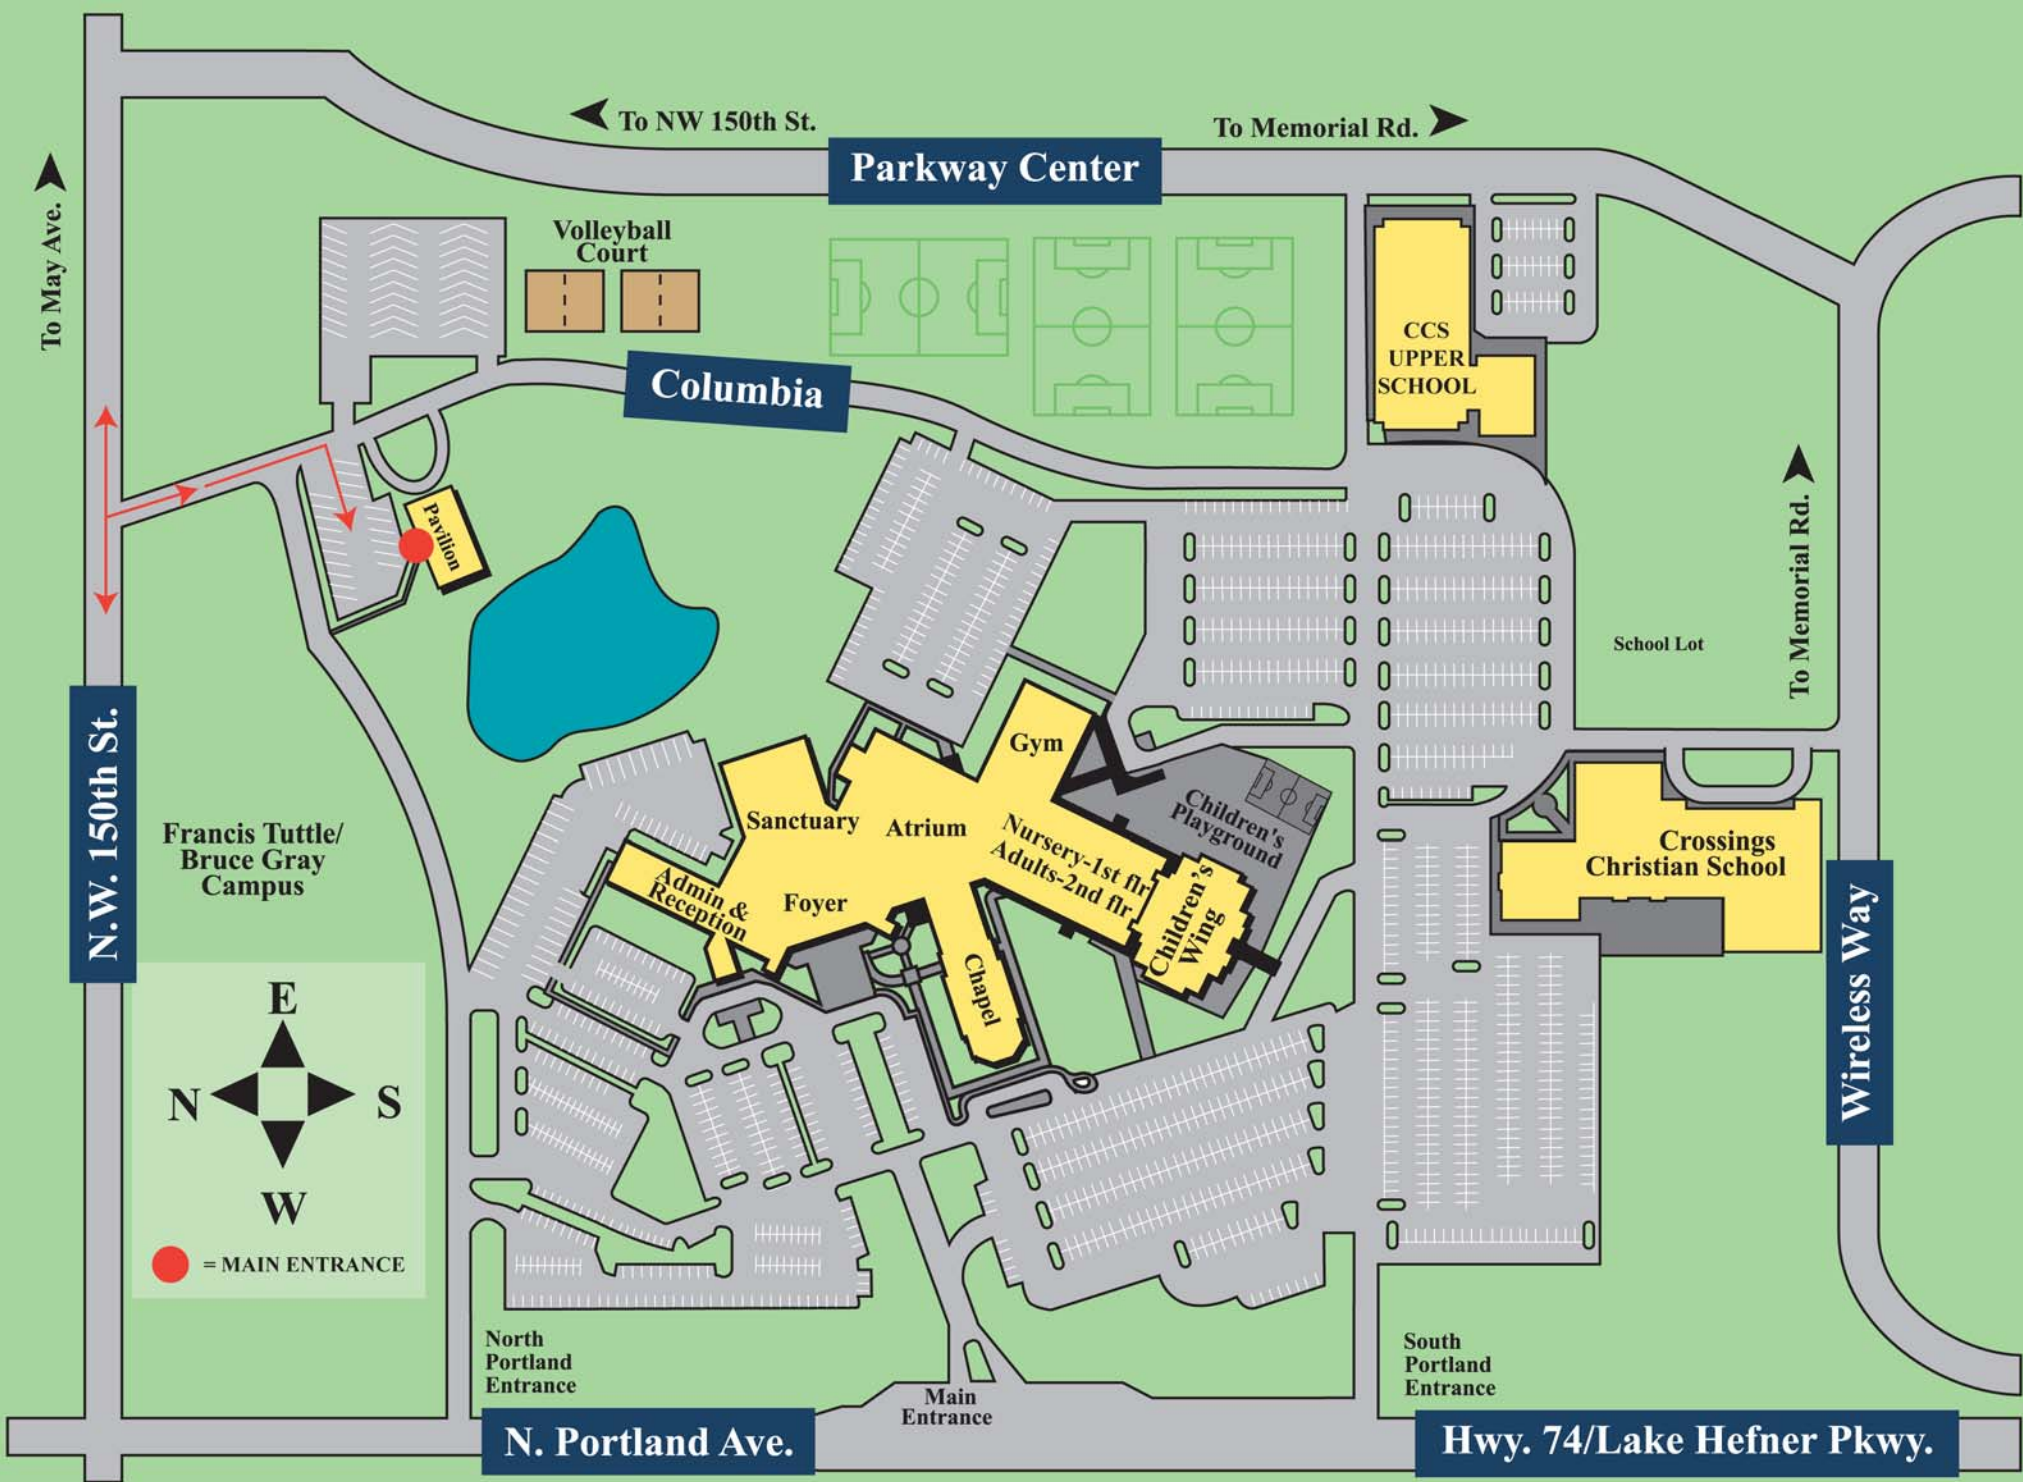 To NW 150th St.
To Memorial Rd.
Parkway Center
To May Ave.
Volleyball
Court
Columbia
CCS
UPPER
SCHOOL
Pavilion
To Memorial Rd.
School Lot
N.W. 150th St.
Gym
Sanctuary
Atrium
Nursery-1st flr
Adults-2nd flr
Children's
Playground
Children's
Wing
Francis Tuttle/
Bruce Gray
Campus
Admin &
Reception
Foyer
Chapel
Crossings
Christian School
Wireless Way
E
N
S
W
= MAIN ENTRANCE
North
Portland
Entrance
Main
Entrance
South
Portland
Entrance
N. Portland Ave.
Hwy. 74/Lake Hefner Pkwy.